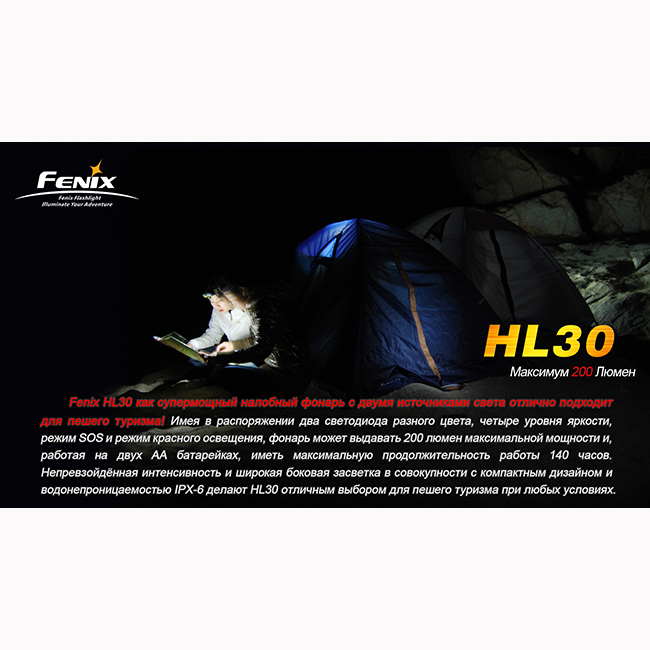 FENIX
Fenix Flashlight
Illuminate Your Adventure
HL30
Максимум 200 Люмен
Fenix HL30 как супермощный налобный фонарь с двумя источниками света отлично подходит
для пешего туризма! Имея в распоряжении два светодиода разного цвета, четыре уровня яркости,
режим SOS и режим красного освещения, фонарь может выдавать 200 люмен максимальной мощности и,
работая на двух АА батарейках, иметь максимальную продолжительность работы 140 часов.
Непревзойдённая интенсивность и широкая боковая засветка в совокупности с компактным дизайном и
водонепроницаемостью IPX-6 делают HL30 отличным выбором для пешего туризма при любых условиях.